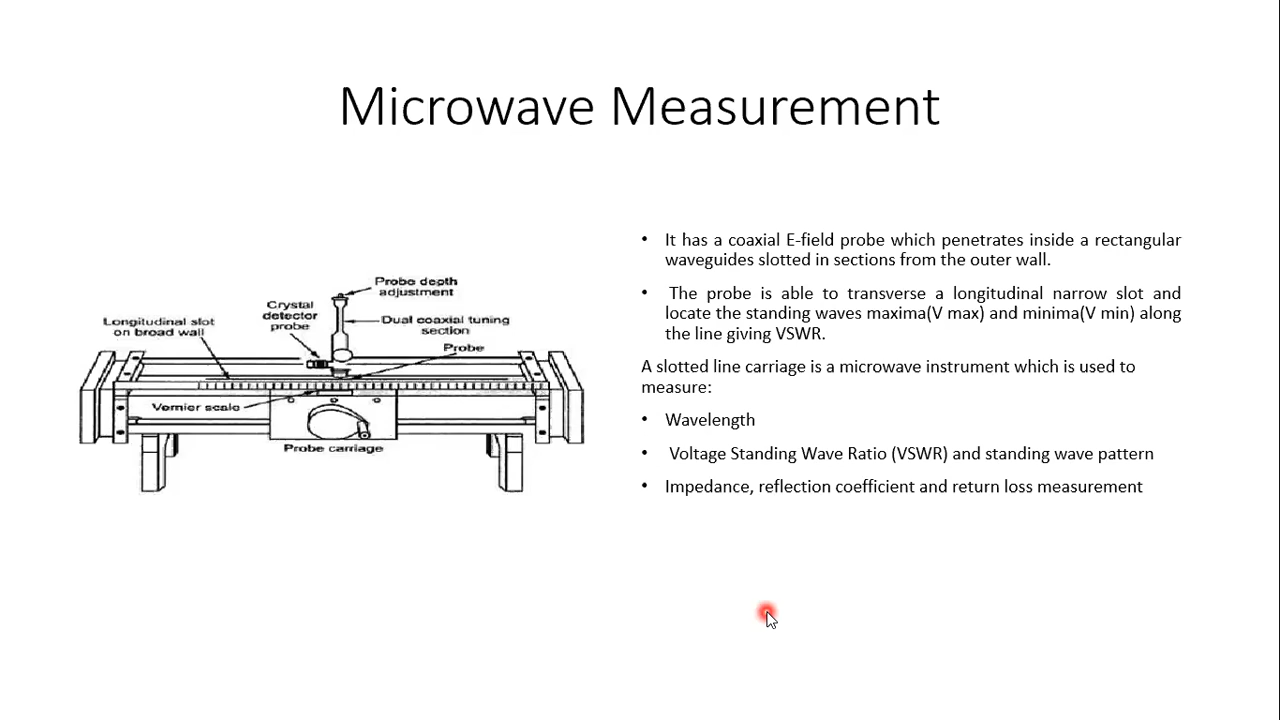 Microwave Measurement
Probe depth
adjustment
Crystal
detector
probe
Longitudinal slot
on broad wall
Dual coaxial tuning
section
Probe
Vernier scale
Probe carriage
• It has a coaxial E-field probe which penetrates inside a rectangular
waveguides slotted in sections from the outer wall.
• The probe is able to transverse a longitudinal narrow slot and
locate the standing waves maxima(V max) and minima(V min) along
the line giving VSWR.
A slotted line carriage is a microwave instrument which is used to
measure:
• Wavelength
• Voltage Standing Wave Ratio (VSWR) and standing wave pattern
• Impedance, reflection coefficient and return loss measurement